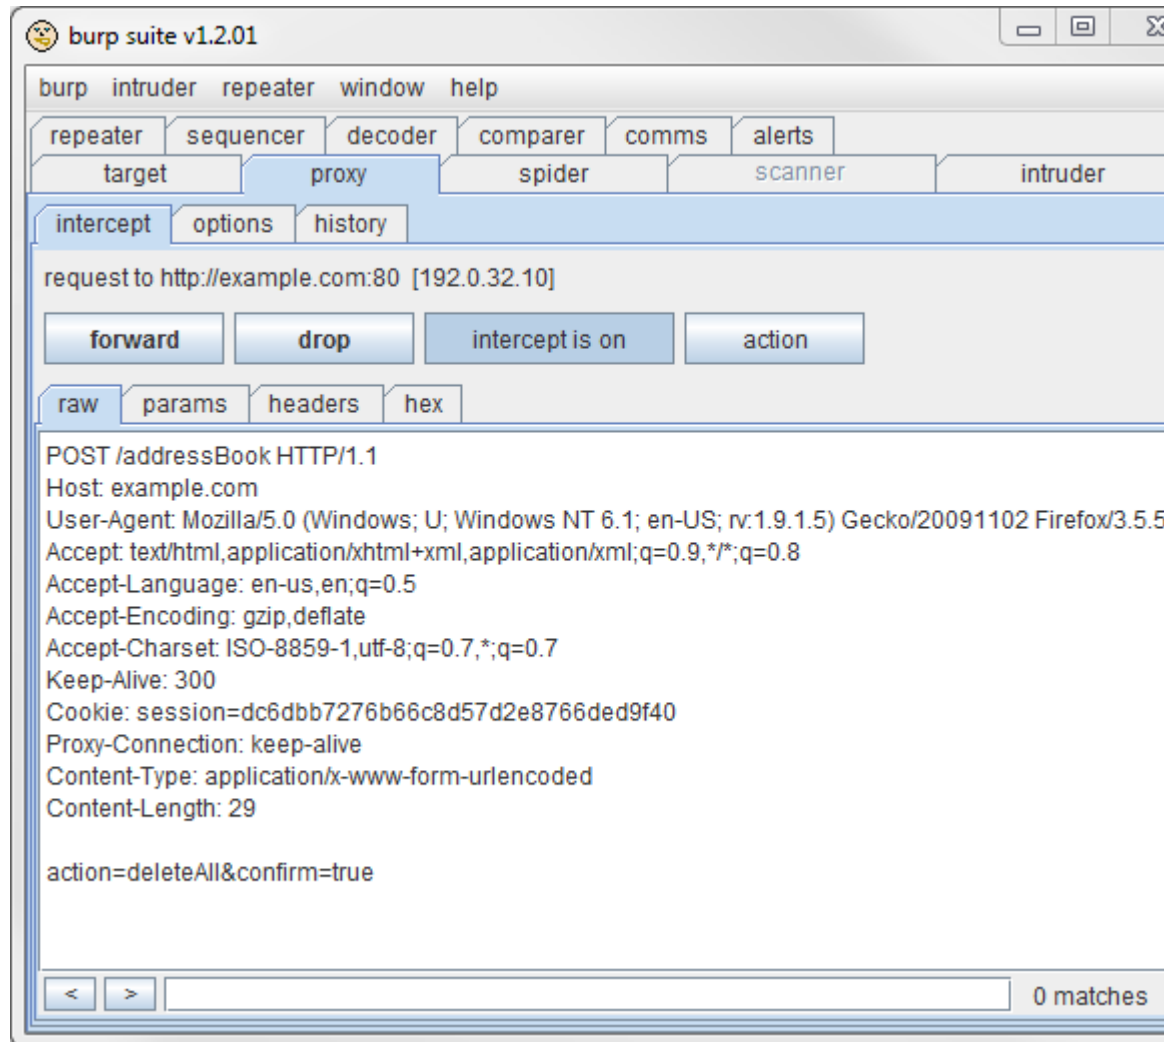 burp suite v1.2.01
burp intruder repeater window help
repeater sequencer decoder comparer comms alerts
target proxy spider scanner intruder
intercept options history
request to http://example.com:80 [192.0.32.10]
forward drop intercept is on action
raw params headers hex
POST /addressBook HTTP/1.1
Host: example.com
User-Agent: Mozilla/5.0 (Windows; U; Windows NT 6.1; en-US; rv:1.9.1.5) Gecko/20091102 Firefox/3.5.5
Accept: text/html,application/xhtml+xml,application/xml;q=0.9,*/*;q=0.8
Accept-Language: en-us,en;q=0.5
Accept-Encoding: gzip,deflate
Accept-Charset: ISO-8859-1,utf-8;q=0.7,*;q=0.7
Keep-Alive: 300
Cookie: session=dc6dbb7276b66c8d57d2e8766ded9f40
Proxy-Connection: keep-alive
Content-Type: application/x-www-form-urlencoded
Content-Length: 29
action=deleteAll&confirm=true
< > 0 matches